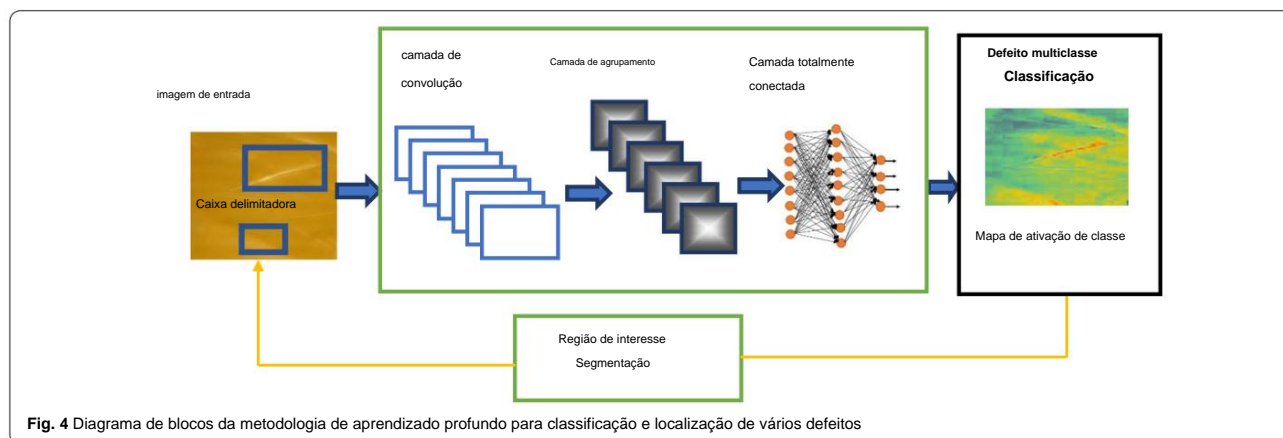 imagem de entrada
Caixa delimitadora
camada de
convolução
Camada de agrupamento
Camada totalmente
conectada
Defeito multiclasse
Classificação
Mapa de ativação de classe
Região de interesse
Segmentação
Fig. 4 Diagrama de blocos da metodologia de aprendizado profundo para classificação e localização de vários defeitos